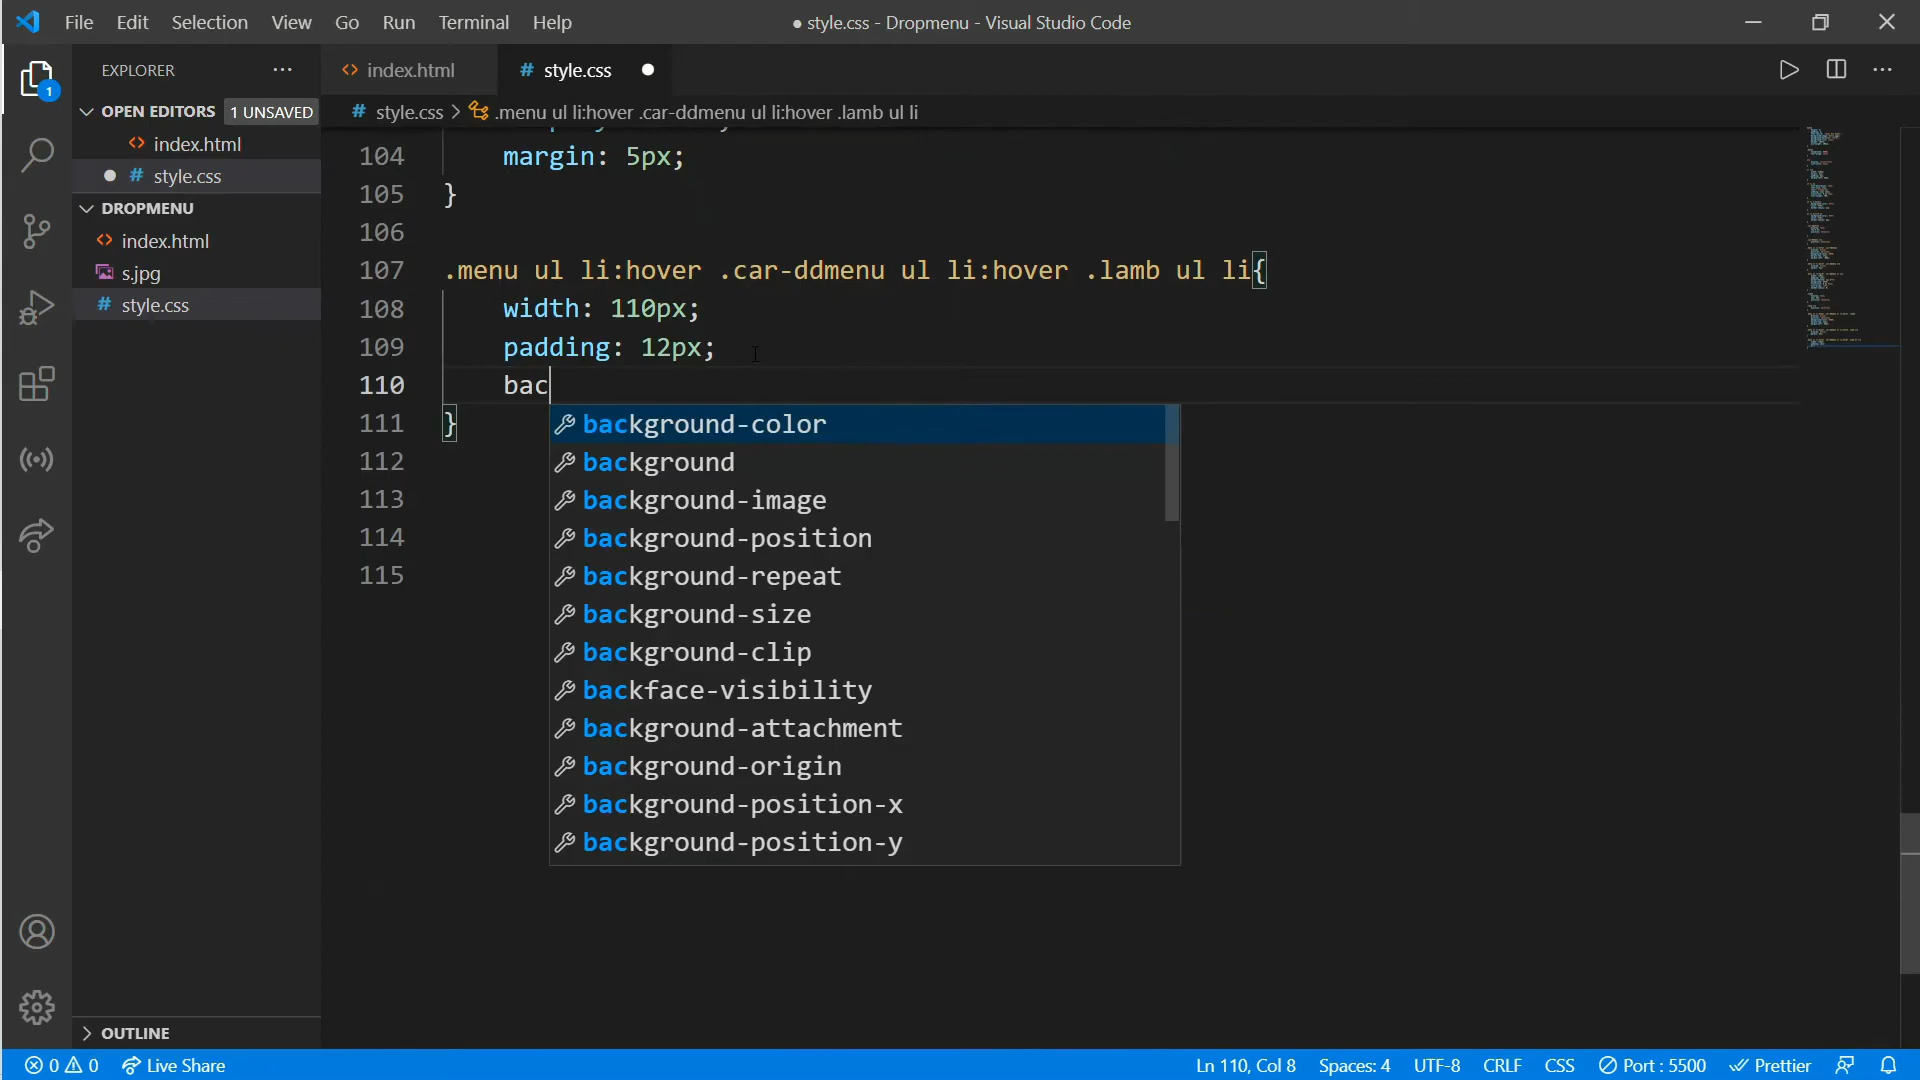 File Edit Selection View Go Run Terminal Help
● style.css - Dropmenu - Visual Studio Code
EXPLORER
index.html
# style.css
OPEN EDITORS 1 UNSAVED
index.html
# style.css
DROPMENU
index.html
s.jpg
# style.css
OUTLINE
# style.css > .menu ul li:hover .car-ddmenu ul li:hover .lamb ul li
104 margin: 5px;
105 }
106
107 .menu ul li:hover .car-ddmenu ul li:hover .lamb ul li{
108 width: 110px;
109 padding: 12px;
110 bac
111 }
112
113
114
115
background-color
background
background-image
background-position
background-repeat
background-size
background-clip
backface-visibility
background-attachment
background-origin
background-position-x
background-position-y
1
0 0 Live Share
Ln 110, Col 8 Spaces: 4 UTF-8 CRLF CSS Port : 5500 Prettier